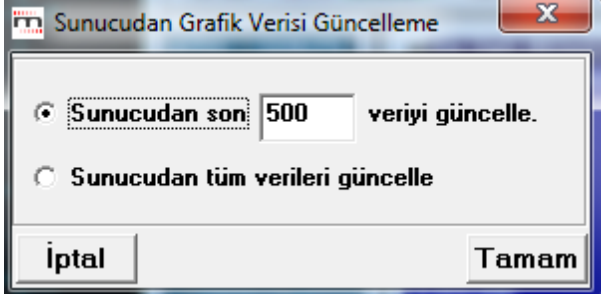 Sunucudan Grafik Verisi Güncelleme
Sunucudan son 500 veriyi güncelle.
Sunucudan tüm verileri güncelle
İptal Tamam